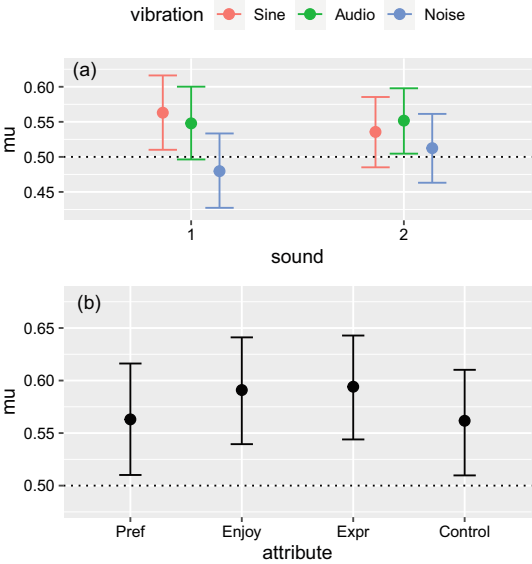 vibration Sine Audio Noise
(a)
0.60
0.55
0.50
0.45
mu
1 2
sound
(b)
0.65
0.60
0.55
0.50
mu
Pref Enjoy Expr Control
attribute